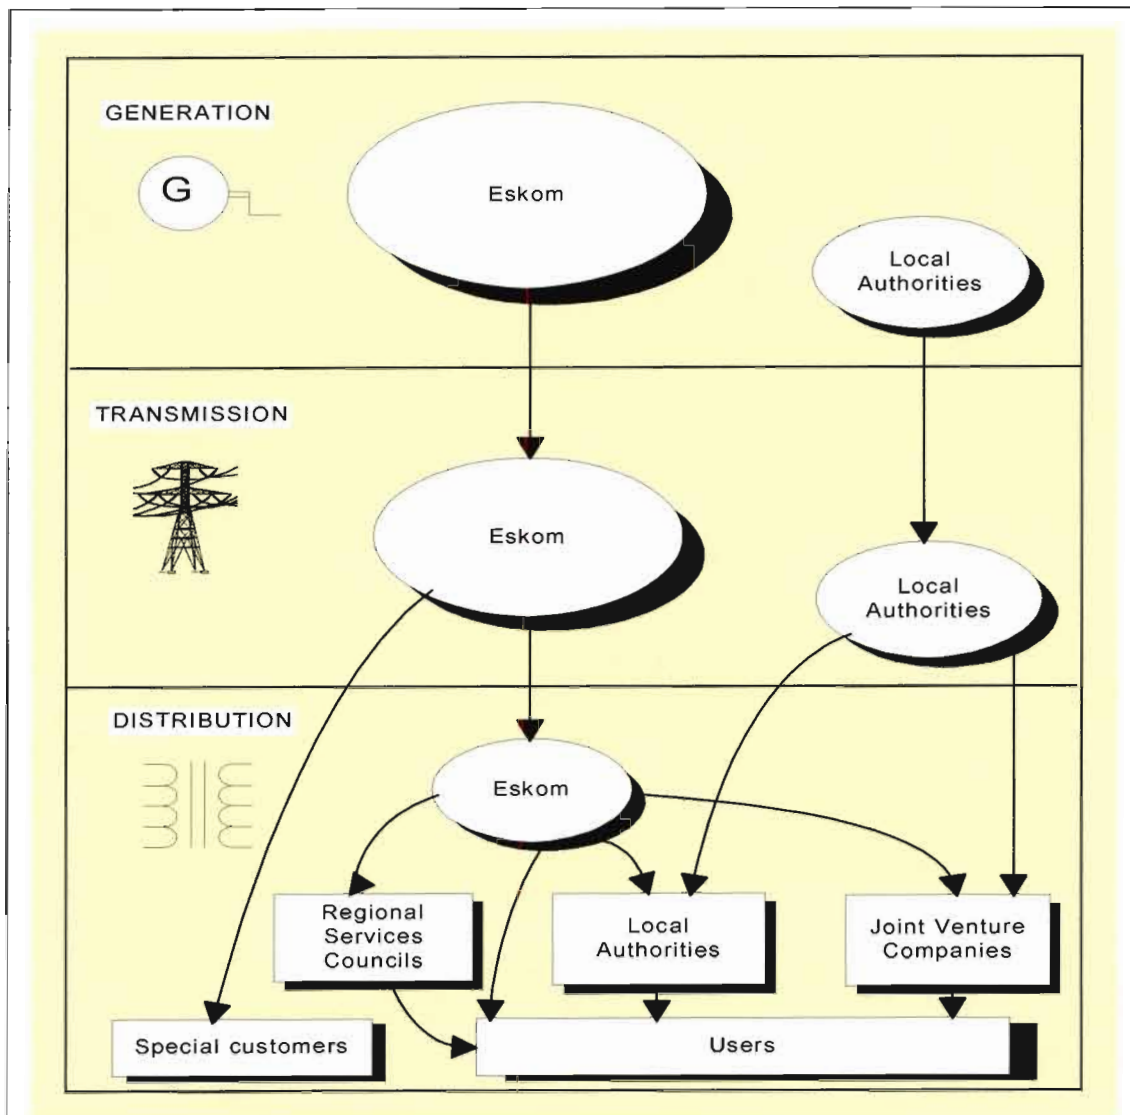 GENERATION
G
Eskom
Local
Authorities
TRANSMISSION
Eskom
Local
Authorities
DISTRIBUTION
Eskom
Regional
Services
Councils
Local
Authorities
Joint Venture
Companies
Special customers
Users